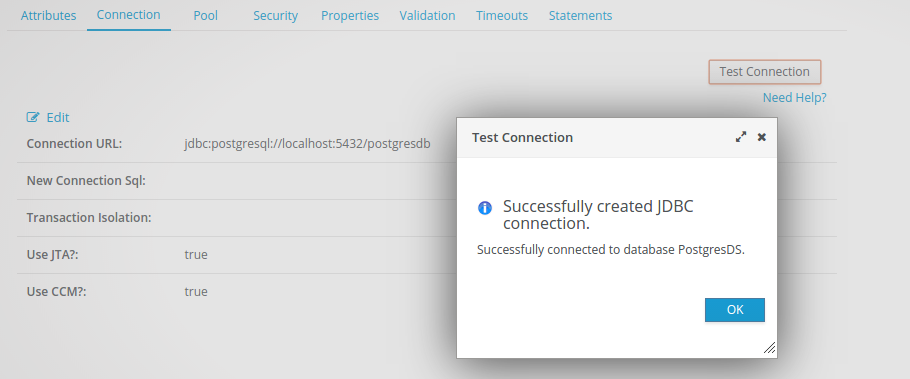 Attributes Connection Pool Security Properties Validation Timeouts Statements
Test Connection
Need Help?
Edit
Connection URL: jdbc:postgresql://localhost:5432/postgresdb
New Connection Sql:
Transaction Isolation:
Use JTA?: true
Use CCM?: true
Test Connection
Successfully created JDBC
connection.
Successfully connected to database PostgresDS.
OK